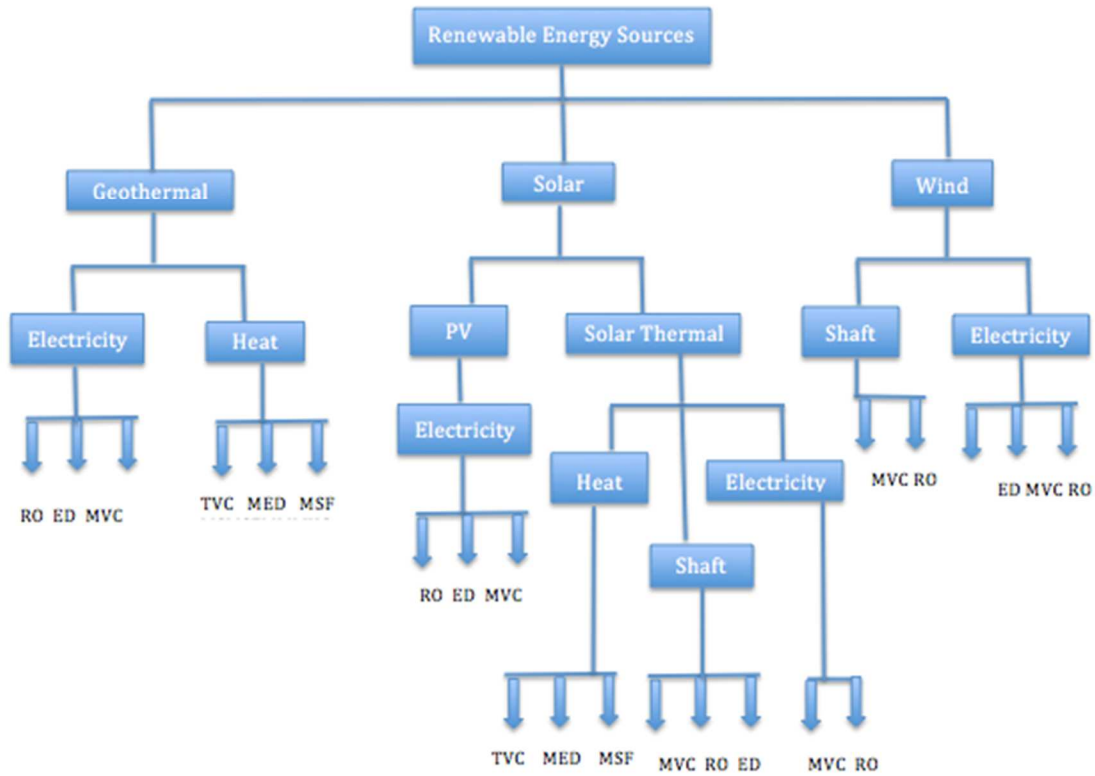 Renewable Energy Sources
Geothermal
Solar
Wind
Electricity
Heat
PV
Solar Thermal
Shaft
Electricity
Electricity
Heat
Electricity
Shaft
RO ED MVC
TVC MED MSF
RO ED MVC
MVC RO
ED MVC RO
TVC MED MSF
MVC RO ED
MVC RO